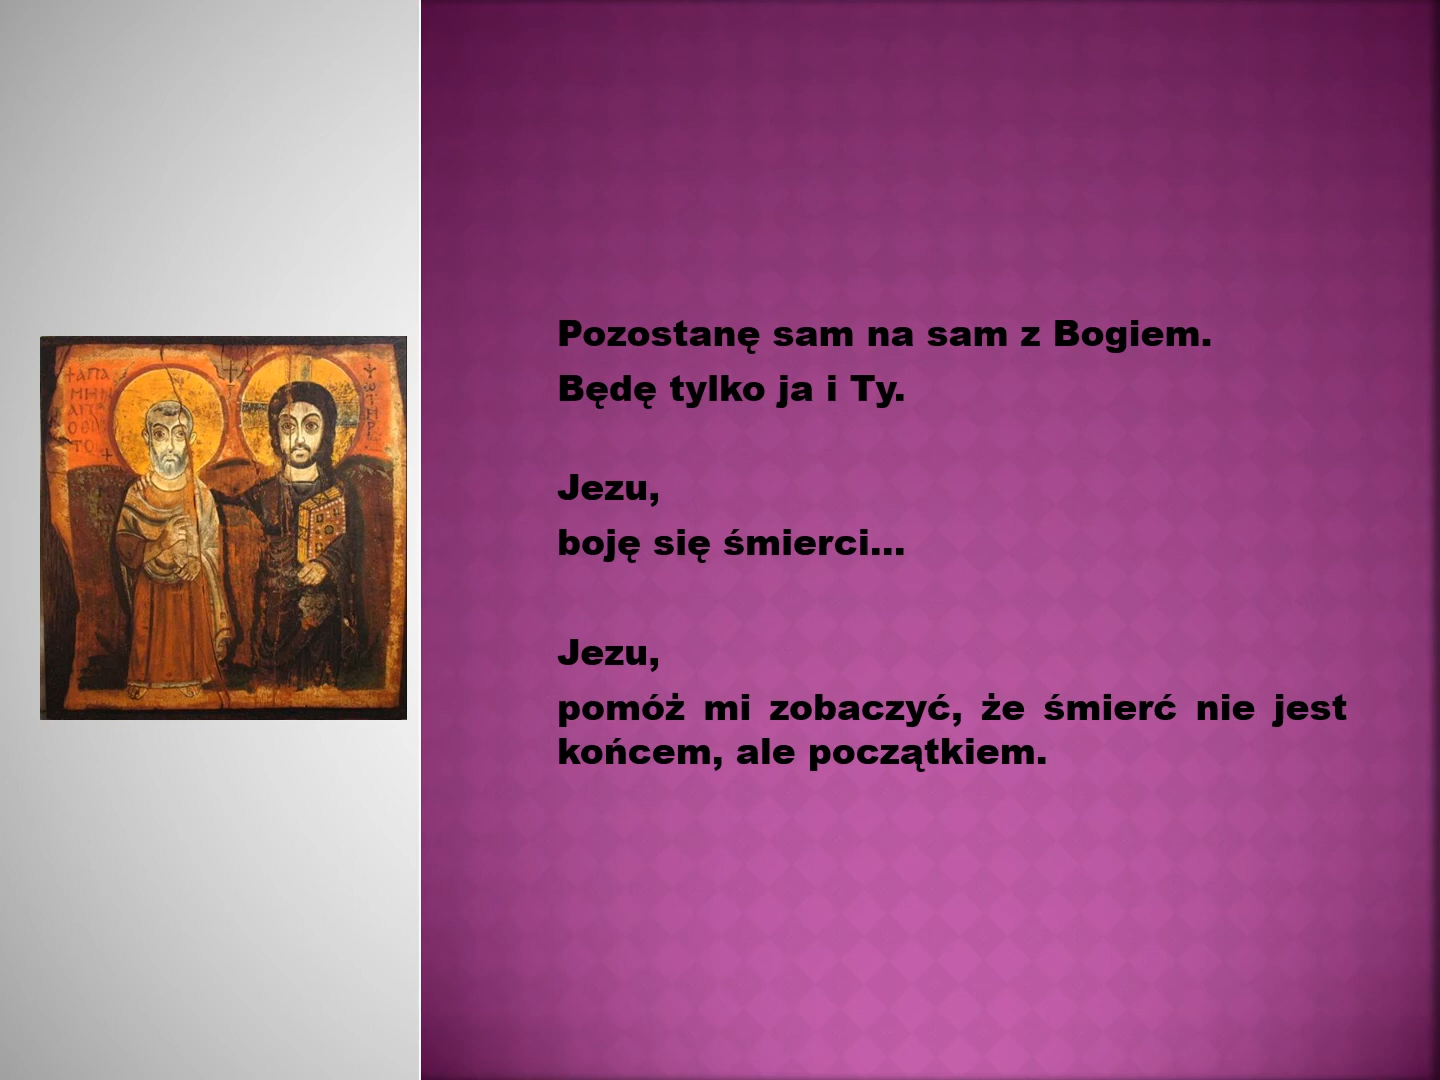 Pozostanę sam na sam z Bogiem.
Będę tylko ja i Ty.
Jezu,
boję się śmierci...
Jezu,
pomóż mi zobaczyć, że śmierć nie jest
końcem, ale początkiem.